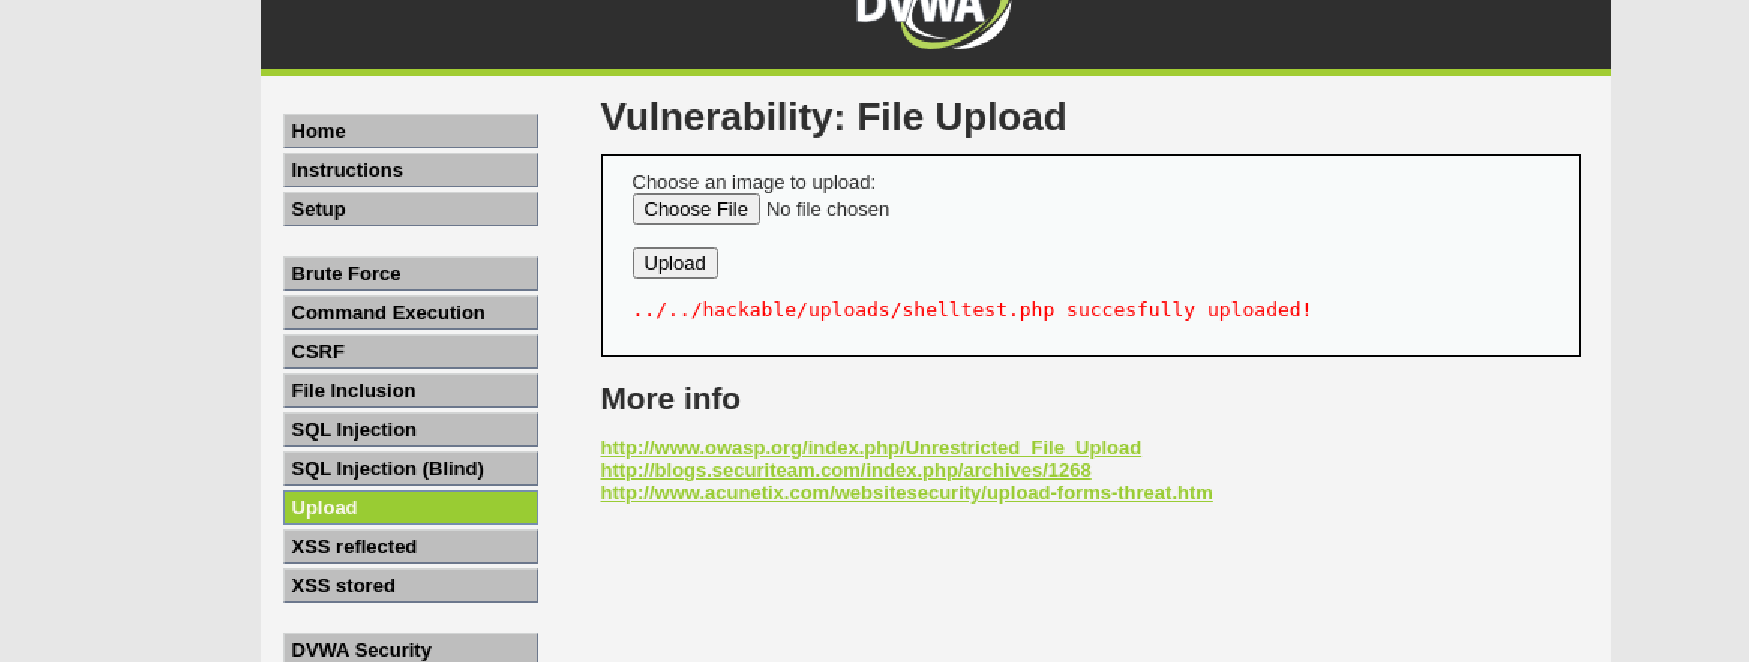 DVWA
Home
Instructions
Setup
Brute Force
Command Execution
CSRF
File Inclusion
SQL Injection
SQL Injection (Blind)
Upload
XSS reflected
XSS stored
DVWA Security
Vulnerability: File Upload
Choose an image to upload:
Choose File No file chosen
Upload
../../hackable/uploads/shelltest.php succesfully uploaded!
More info
http://www.owasp.org/index.php/Unrestricted_File_Upload
http://blogs.securiteam.com/index.php/archives/1268
http://www.acunetix.com/websitesecurity/upload-forms-threat.htm